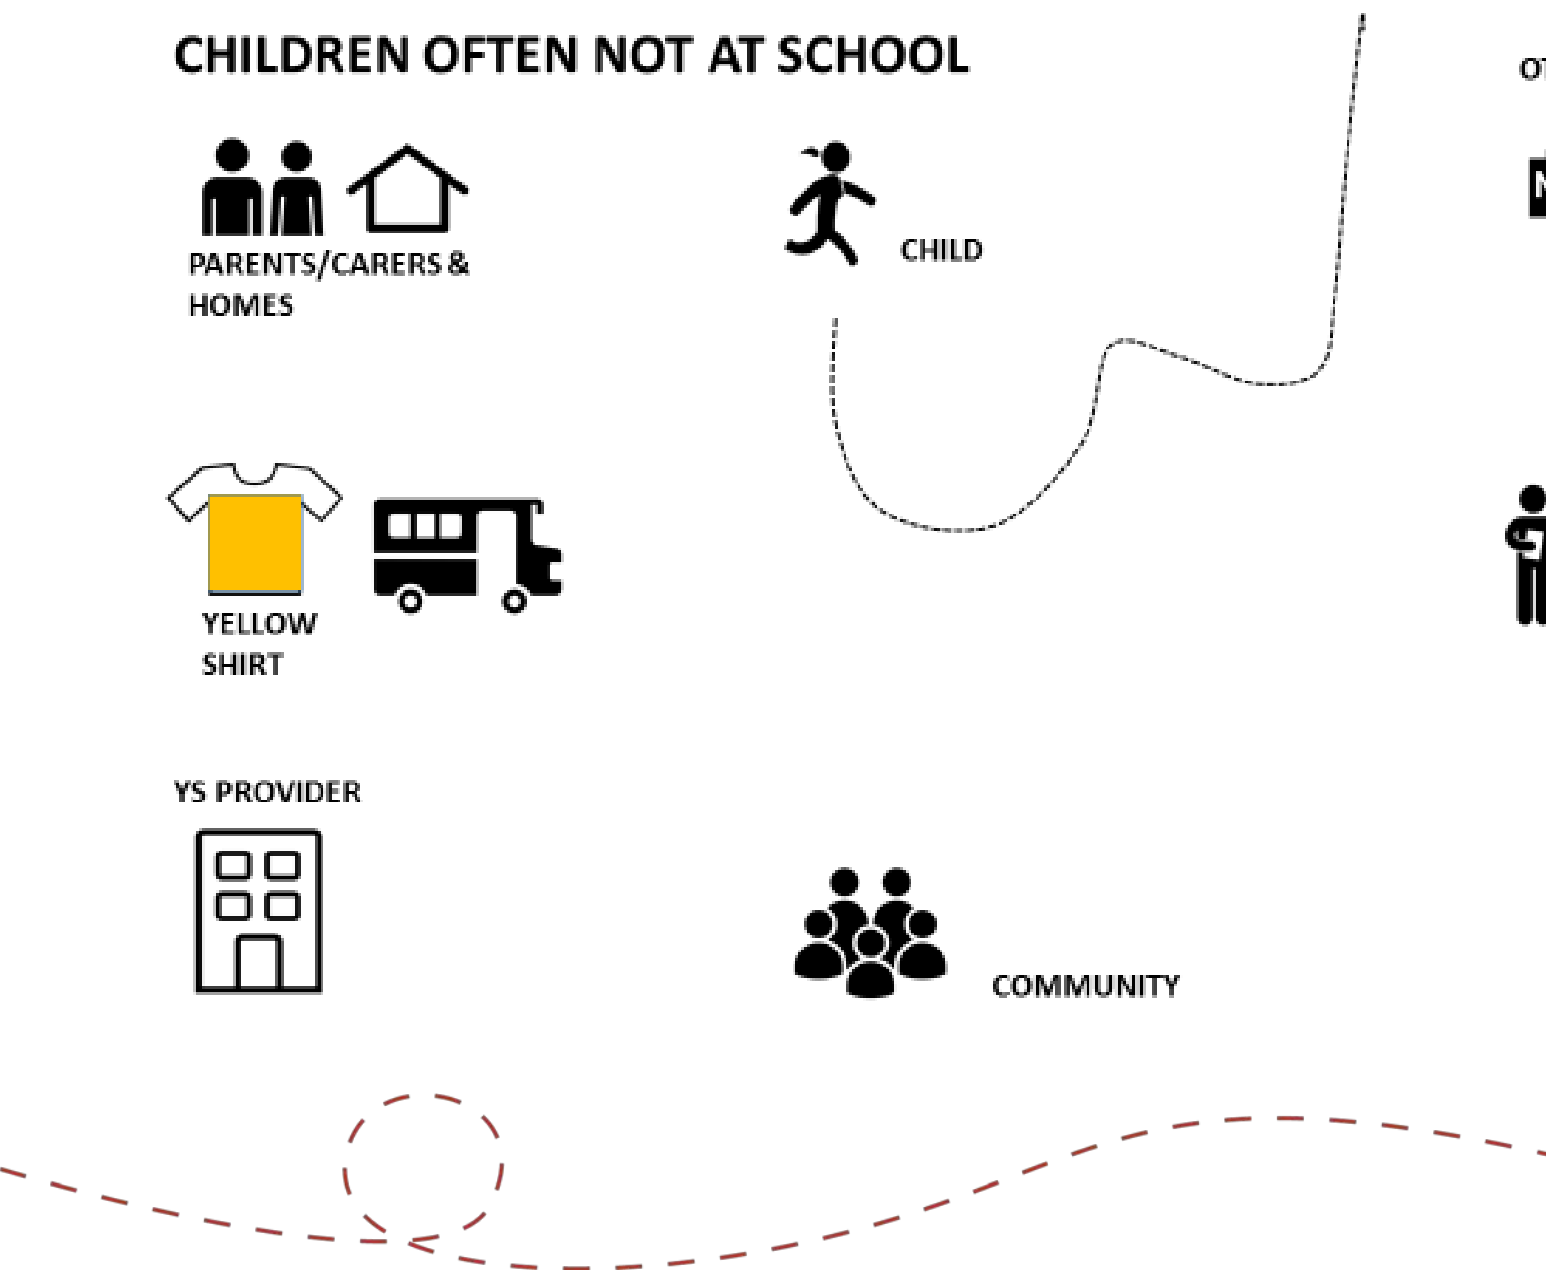 CHILDREN OFTEN NOT AT SCHOOL
PARENTS/CARERS &
HOMES
CHILD
YELLOW
SHIRT
YS PROVIDER
COMMUNITY